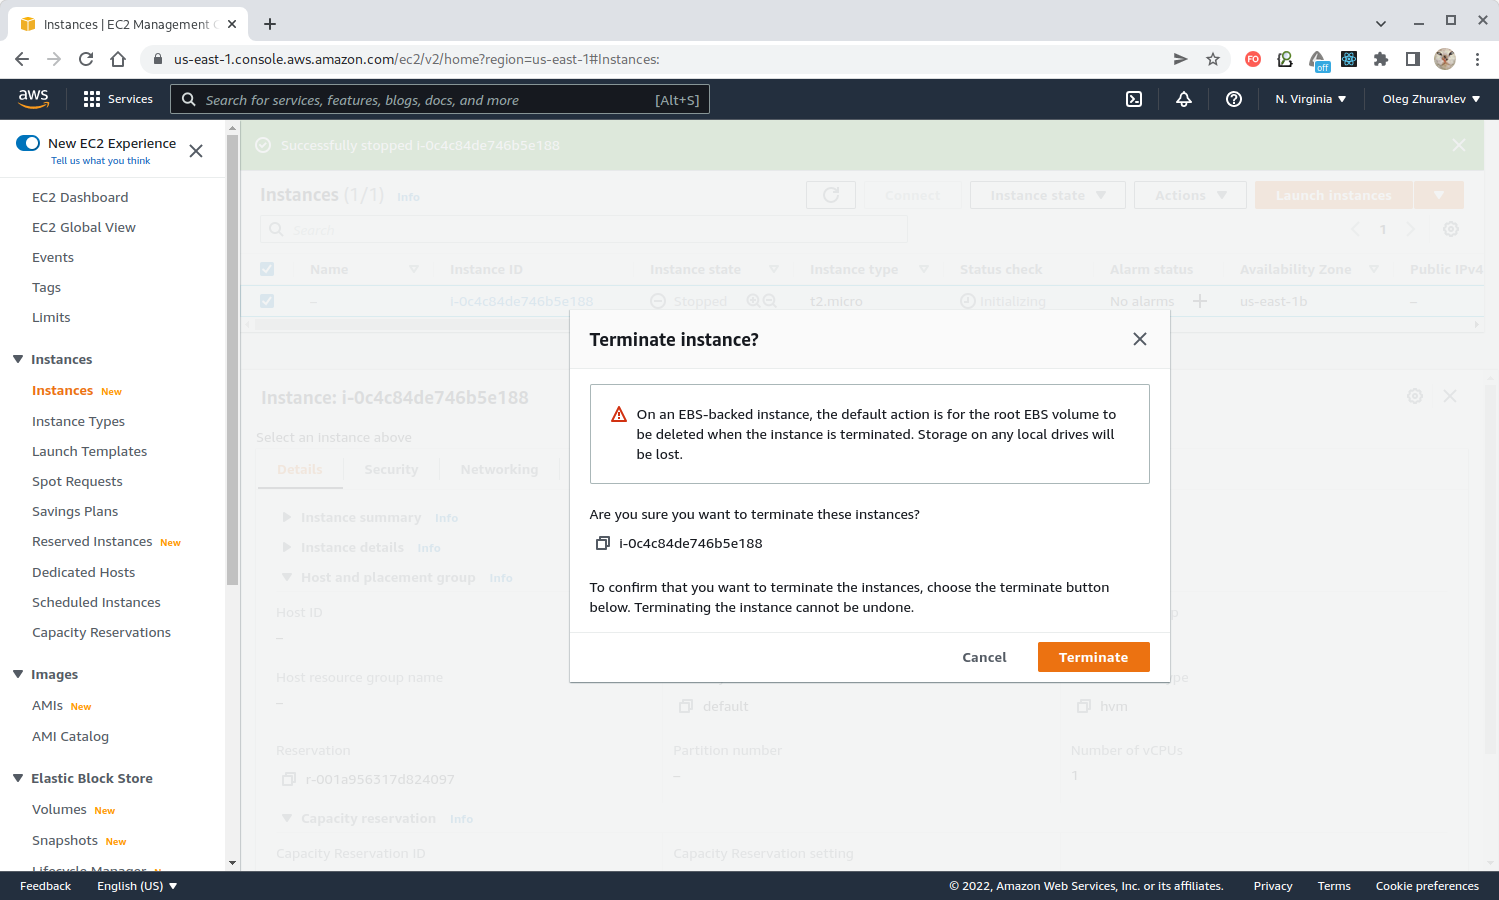 Instances | EC2 Management C
us-east-1.console.aws.amazon.com/ec2/v2/home?region=us-east-1#Instances:
FO
off
aws
Services
Search for services, features, blogs, docs, and more
[Alt+S]
N. Virginia
Oleg Zhuravlev
New EC2 Experience
Tell us what you think
EC2 Dashboard
EC2 Global View
Events
Tags
Limits
Instances
Instances New
Instance Types
Launch Templates
Spot Requests
Savings Plans
Reserved Instances New
Dedicated Hosts
Scheduled Instances
Capacity Reservations
Images
AMIs New
AMI Catalog
Elastic Block Store
Volumes New
Snapshots New
Lifecycle Manager
Successfully stopped i-0c4c84de746b5e188
Instances (1/1) Info
Connect
Instance state
Actions
Launch instances
Search
1
Name Instance ID Instance state Instance type Status check Alarm status Availability Zone Public IPv4
– i-0c4c84de746b5e188 Stopped t2.micro Initializing No alarms us-east-1b –
Instance: i-0c4c84de746b5e188
Select an instance above
Details Security Networking
Instance summary Info
Instance details Info
Host and placement group Info
Host ID
–
Host resource group name
–
default
hvm
Reservation
r-001a956317d824097
Partition number
–
Number of vCPUs
1
Capacity reservation Info
Capacity Reservation ID
Capacity Reservation setting
Terminate instance?
On an EBS-backed instance, the default action is for the root EBS volume to
be deleted when the instance is terminated. Storage on any local drives will
be lost.
Are you sure you want to terminate these instances?
i-0c4c84de746b5e188
To confirm that you want to terminate the instances, choose the terminate button
below. Terminating the instance cannot be undone.
Cancel
Terminate
Feedback
English (US)
© 2022, Amazon Web Services, Inc. or its affiliates.
Privacy
Terms
Cookie preferences